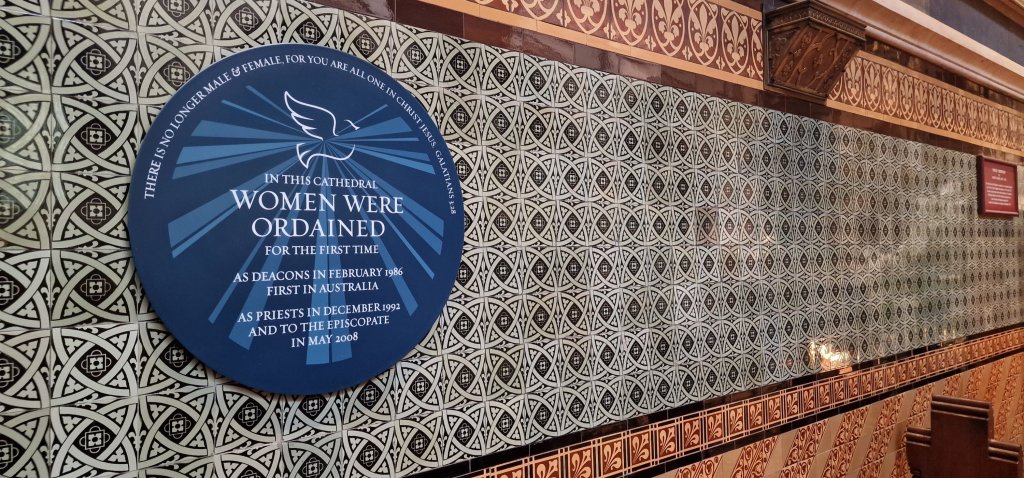 THERE IS NO LONGER MALE & FEMALE, FOR YOU ARE ALL ONE IN CHRIST JESUS. GALATIANS 3:28
IN THIS CATHEDRAL
WOMEN WERE
ORDAINED
FOR THE FIRST TIME
AS DEACONS IN FEBRUARY 1986
FIRST IN AUSTRALIA
AS PRIESTS IN DECEMBER 1992
AND TO THE EPISCOPATE
IN MAY 2008